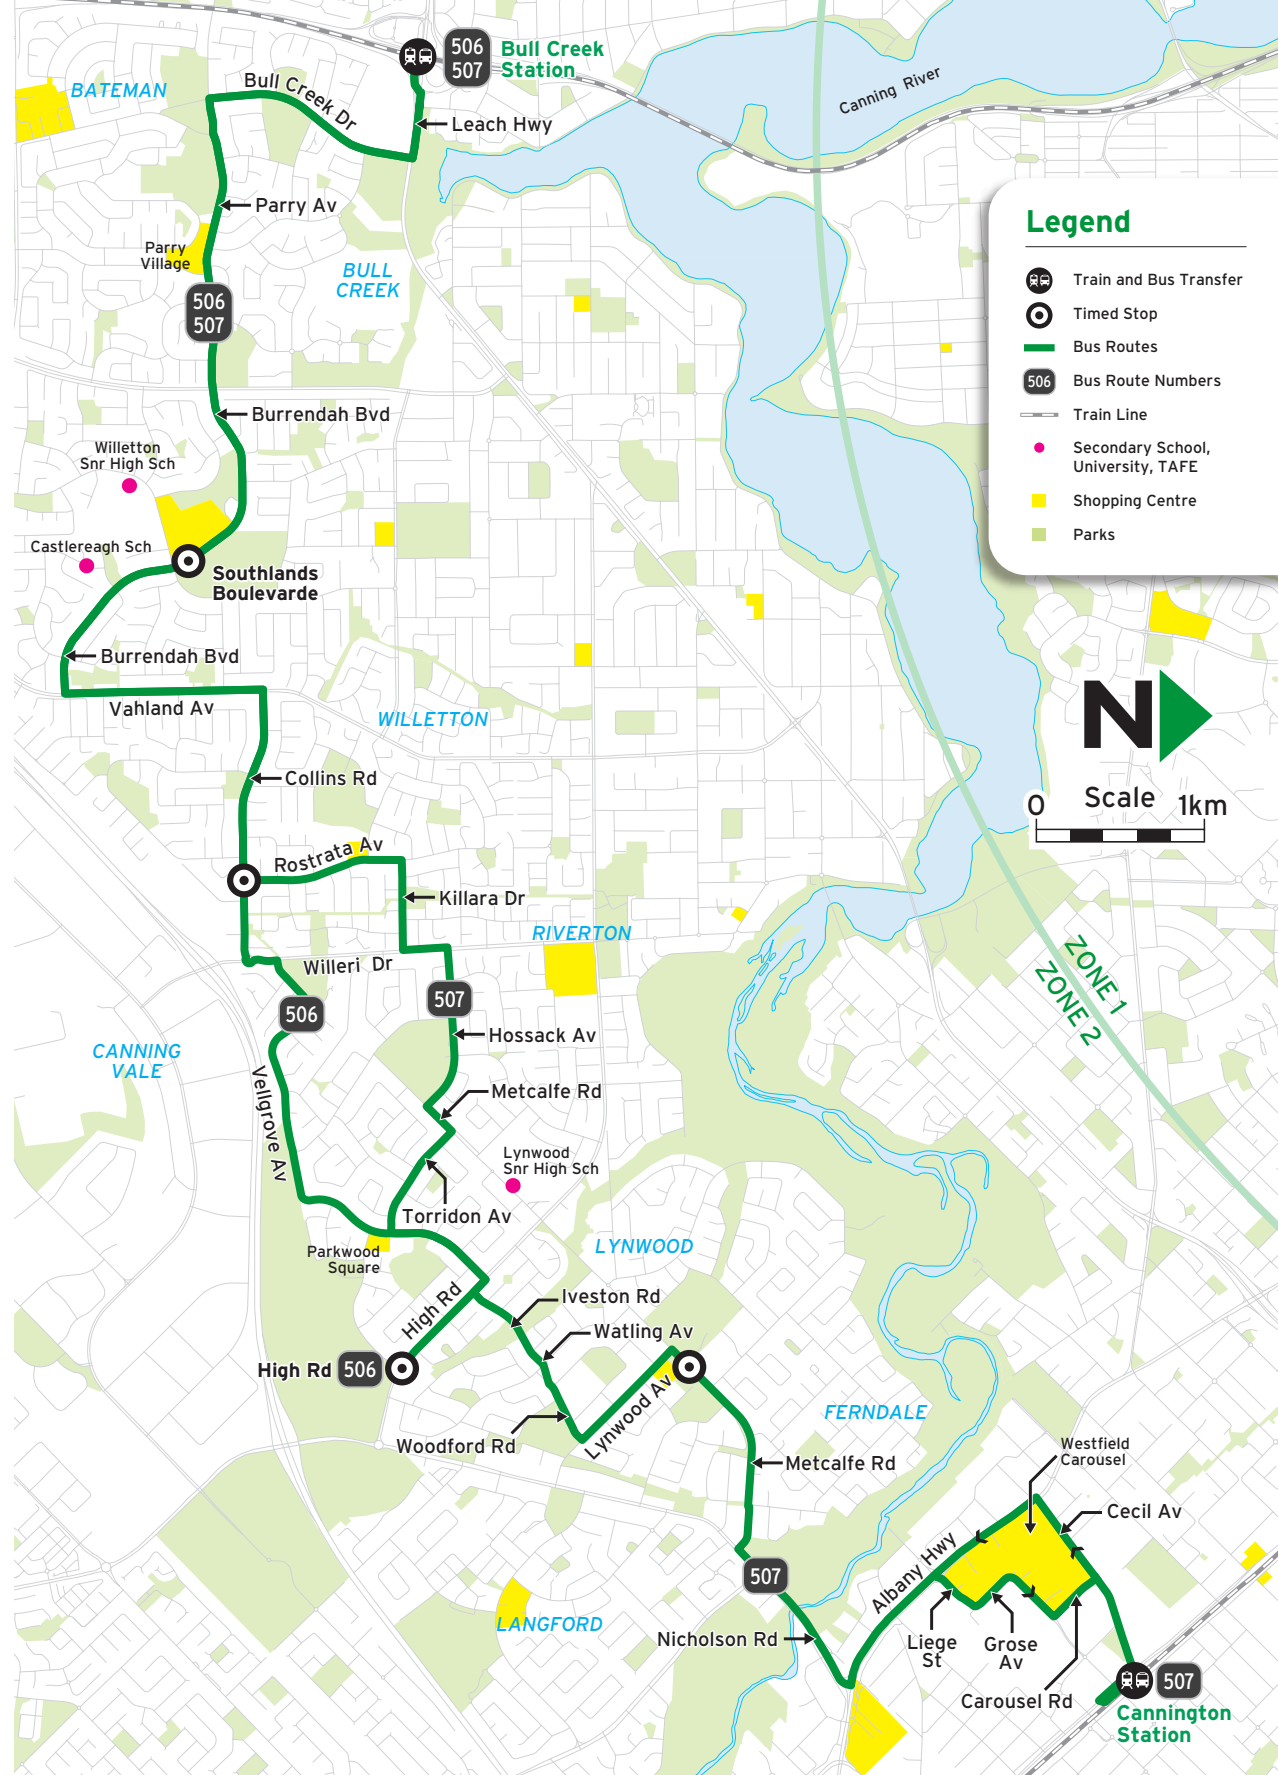 506
507
Bull Creek
Station
Canning River
BATEMAN
Bull Creek Dr
Leach Hwy
Parry Av
Parry
Village
BULL
CREEK
506
507
Legend
Train and Bus Transfer
Timed Stop
Bus Routes
506
Bus Route Numbers
Train Line
Secondary School,
University, TAFE
Shopping Centre
Parks
Burrendah Bvd
Willetton
Snr High Sch
Castlereagh Sch
Southlands
Boulevarde
Burrendah Bvd
Vahland Av
WILLETTON
N
Scale
0
1km
Collins Rd
Rostrata Av
Killara Dr
RIVERTON
Willeri Dr
ZONE 1
ZONE 2
506
507
Hossack Av
CANNING
VALE
Vellgrove Av
Metcalfe Rd
Lynwood
Snr High Sch
Torridon Av
Parkwood
Square
LYNWOOD
High Rd
Iveston Rd
Watling Av
High Rd
506
Lynwood Av
Woodford Rd
FERNDALE
Metcalfe Rd
Westfield
Carousel
Cecil Av
Albany Hwy
507
LANGFORD
Nicholson Rd
Liege
St
Grose
Av
Carousel Rd
507
Cannington
Station